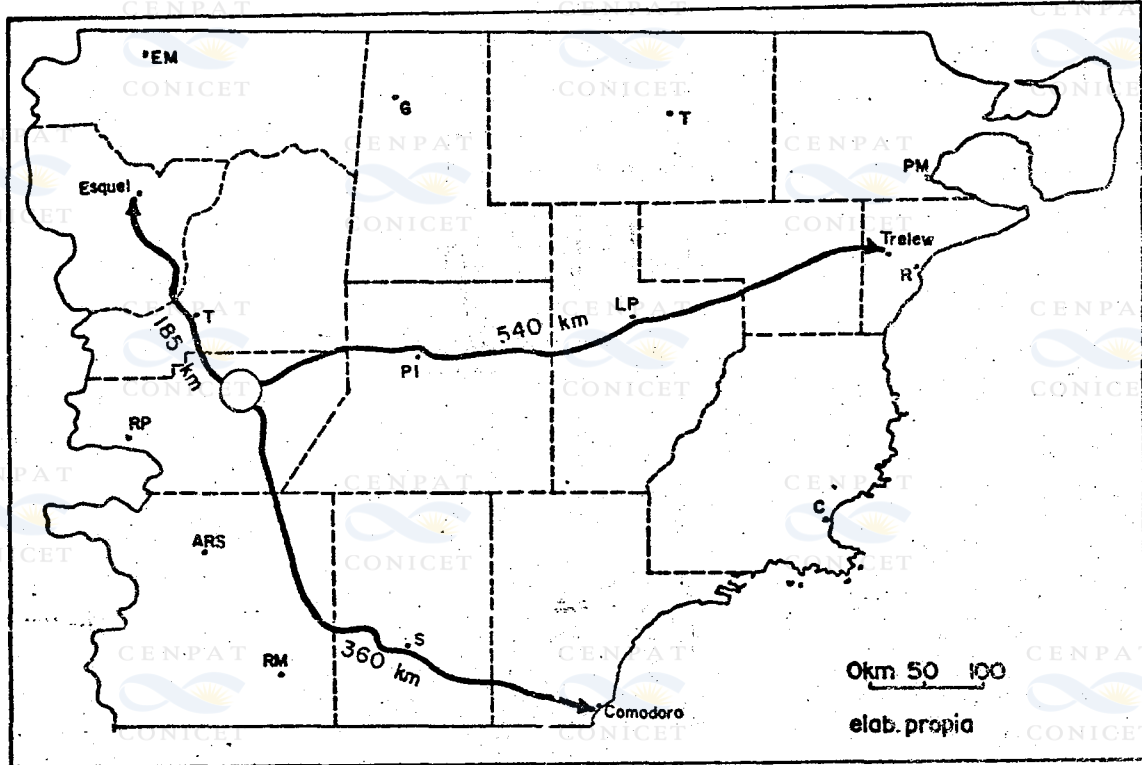 EM
G
T
PM
Esquel
Trelew
R
T
LP
540 km
185 km
PI
RP
C
ARS
S
360 km
RM
0km 50 100
Comodoro
elab. propia
CENPAT
CONICET